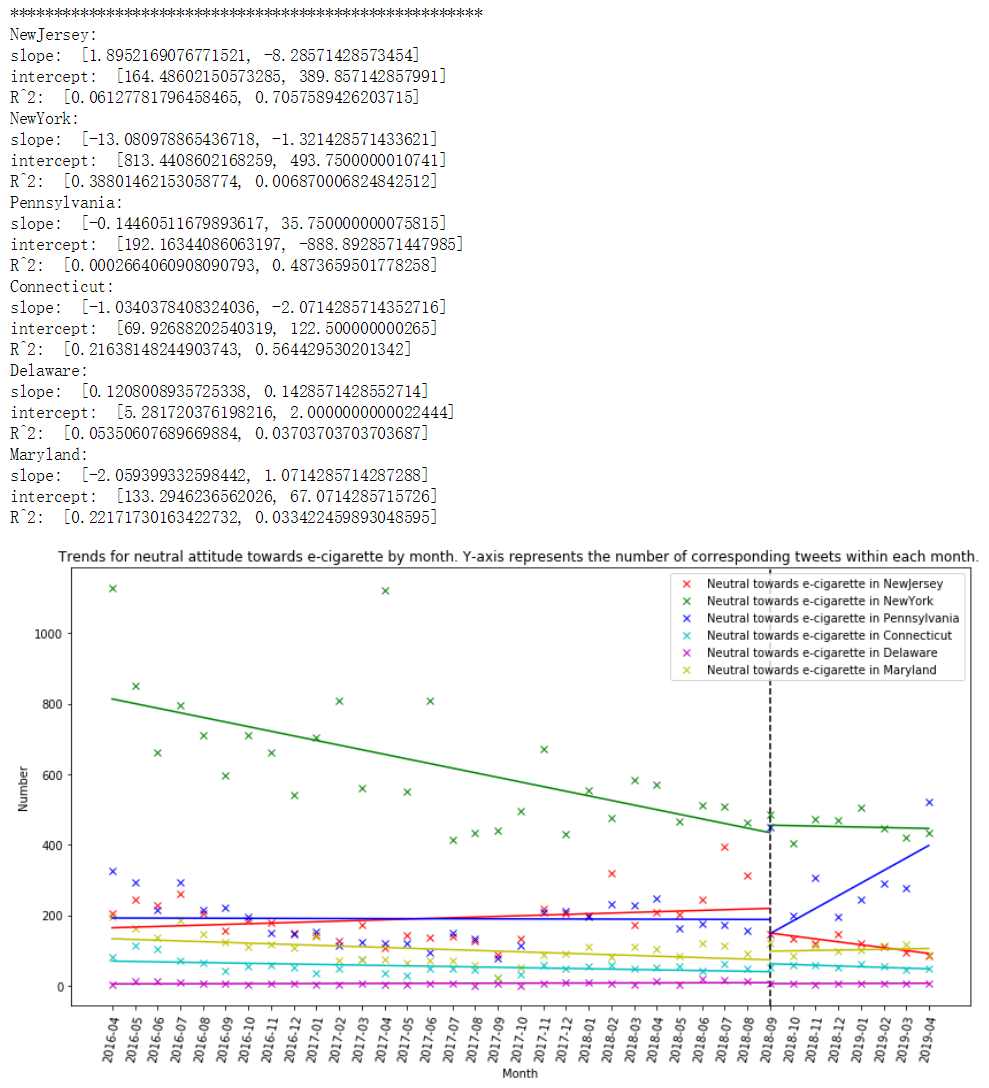 ******************************************************
NewJersey:
slope:  [1.8952169076771521, -8.28571428573454]
intercept:  [164.48602150573285, 389.857142857991]
R^2:  [0.06127781796458465, 0.7057589426203715]
NewYork:
slope:  [-13.080978865436718, -1.321428571433621]
intercept:  [813.4408602168259, 493.7500000010741]
R^2:  [0.38801462153058774, 0.006870006824842512]
Pennsylvania:
slope:  [-0.14460511679893617, 35.750000000075815]
intercept:  [192.16344086063197, -888.8928571447985]
R^2:  [0.0002664060908090793, 0.4873659501778258]
Connecticut:
slope:  [-1.0340378408324036, -2.0714285714352716]
intercept:  [69.92688202540319, 122.500000000265]
R^2:  [0.21638148244903743, 0.564429530201342]
Delaware:
slope:  [0.1208008935725338, 0.1428571428552714]
intercept:  [5.281720376198216, 2.0000000000022444]
R^2:  [0.05350607689669884, 0.03703703703703687]
Maryland:
slope:  [-2.059399332598442, 1.0714285714287288]
intercept:  [133.2946236562026, 67.0714285715726]
R^2:  [0.22171730163422732, 0.033422459893048595]
Trends for neutral attitude towards e-cigarette by month. Y-axis represents the number of corresponding tweets within each month.
Neutral towards e-cigarette in NewJersey
Neutral towards e-cigarette in NewYork
Neutral towards e-cigarette in Pennsylvania
Neutral towards e-cigarette in Connecticut
Neutral towards e-cigarette in Delaware
Neutral towards e-cigarette in Maryland
1000
800
600
400
200
0
Number
2016-04
2016-05
2016-06
2016-07
2016-08
2016-09
2016-10
2016-11
2016-12
2017-01
2017-02
2017-03
2017-04
2017-05
2017-06
2017-07
2017-08
2017-09
2017-10
2017-11
2017-12
2018-01
2018-02
2018-03
2018-04
2018-05
2018-06
2018-07
2018-08
2018-09
2018-10
2018-11
2018-12
2019-01
2019-02
2019-03
2019-04
Month